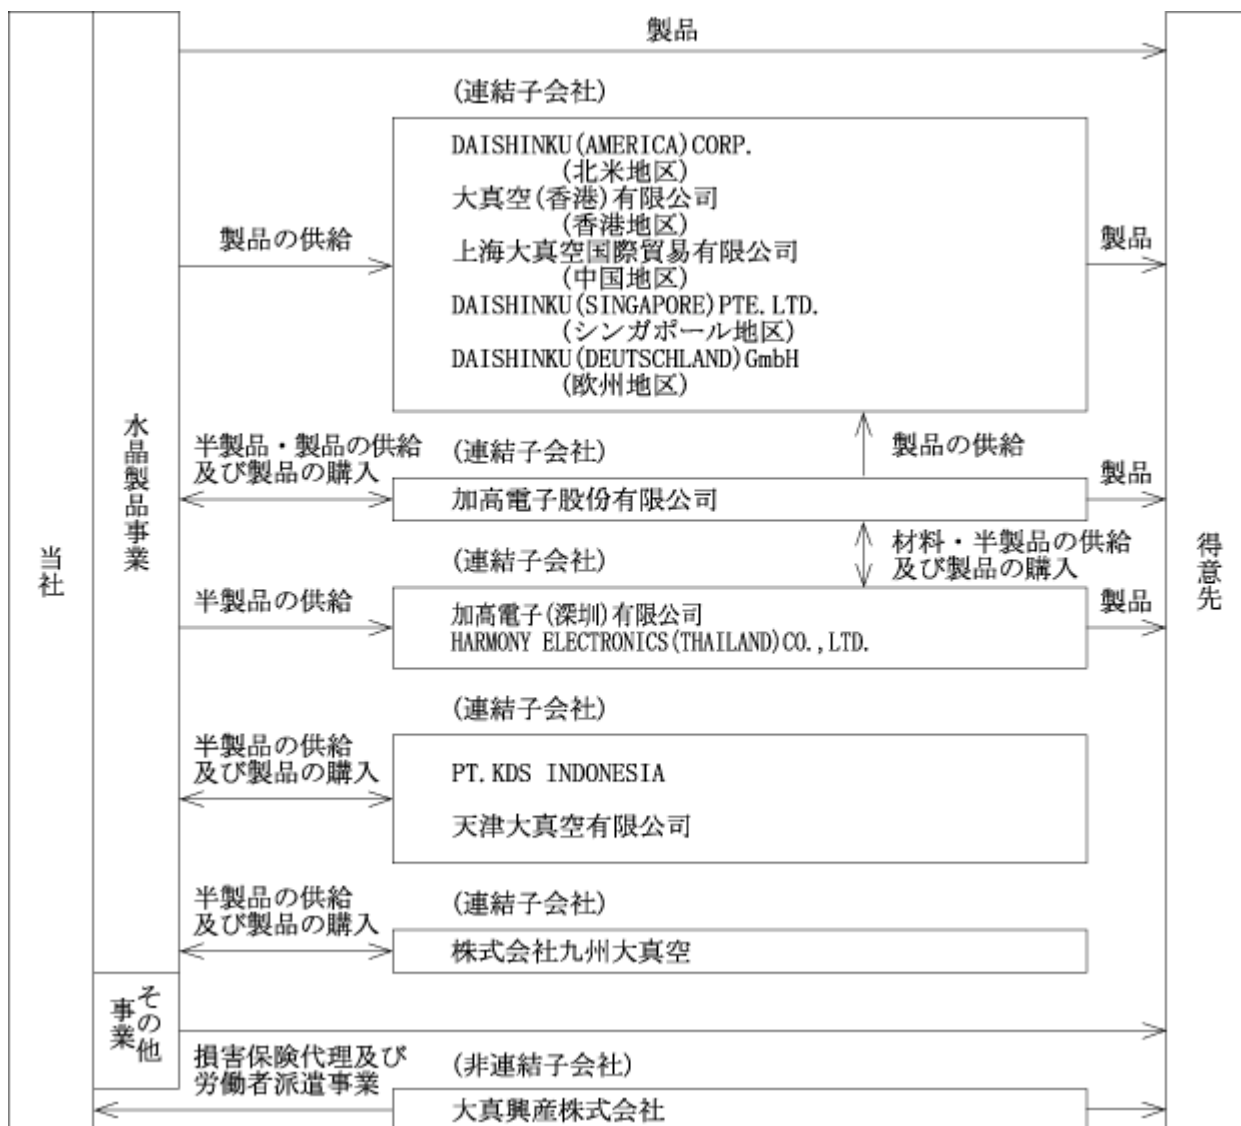 製品
(連結子会社)
DAISHINKU(AMERICA)CORP.
(北米地区)
大真空(香港)有限公司
(香港地区)
上海大真空国際貿易有限公司
(中国地区)
DAISHINKU(SINGAPORE)PTE.LTD.
(シンガポール地区)
DAISHINKU(DEUTSCHLAND)GmbH
(欧州地区)
製品の供給
製品
水晶製品事業
半製品・製品の供給
及び製品の購入
(連結子会社)
加高電子股份有限公司
製品の供給
製品
当社
得意先
(連結子会社)
材料・半製品の供給
及び製品の購入
半製品の供給
加高電子(深圳)有限公司
HARMONY ELECTRONICS(THAILAND)CO.,LTD.
製品
(連結子会社)
半製品の供給
及び製品の購入
PT.KDS INDONESIA
天津大真空有限公司
半製品の供給
及び製品の購入
(連結子会社)
株式会社九州大真空
その他
事業
損害保険代理及び
労働者派遣事業
(非連結子会社)
大真興産株式会社